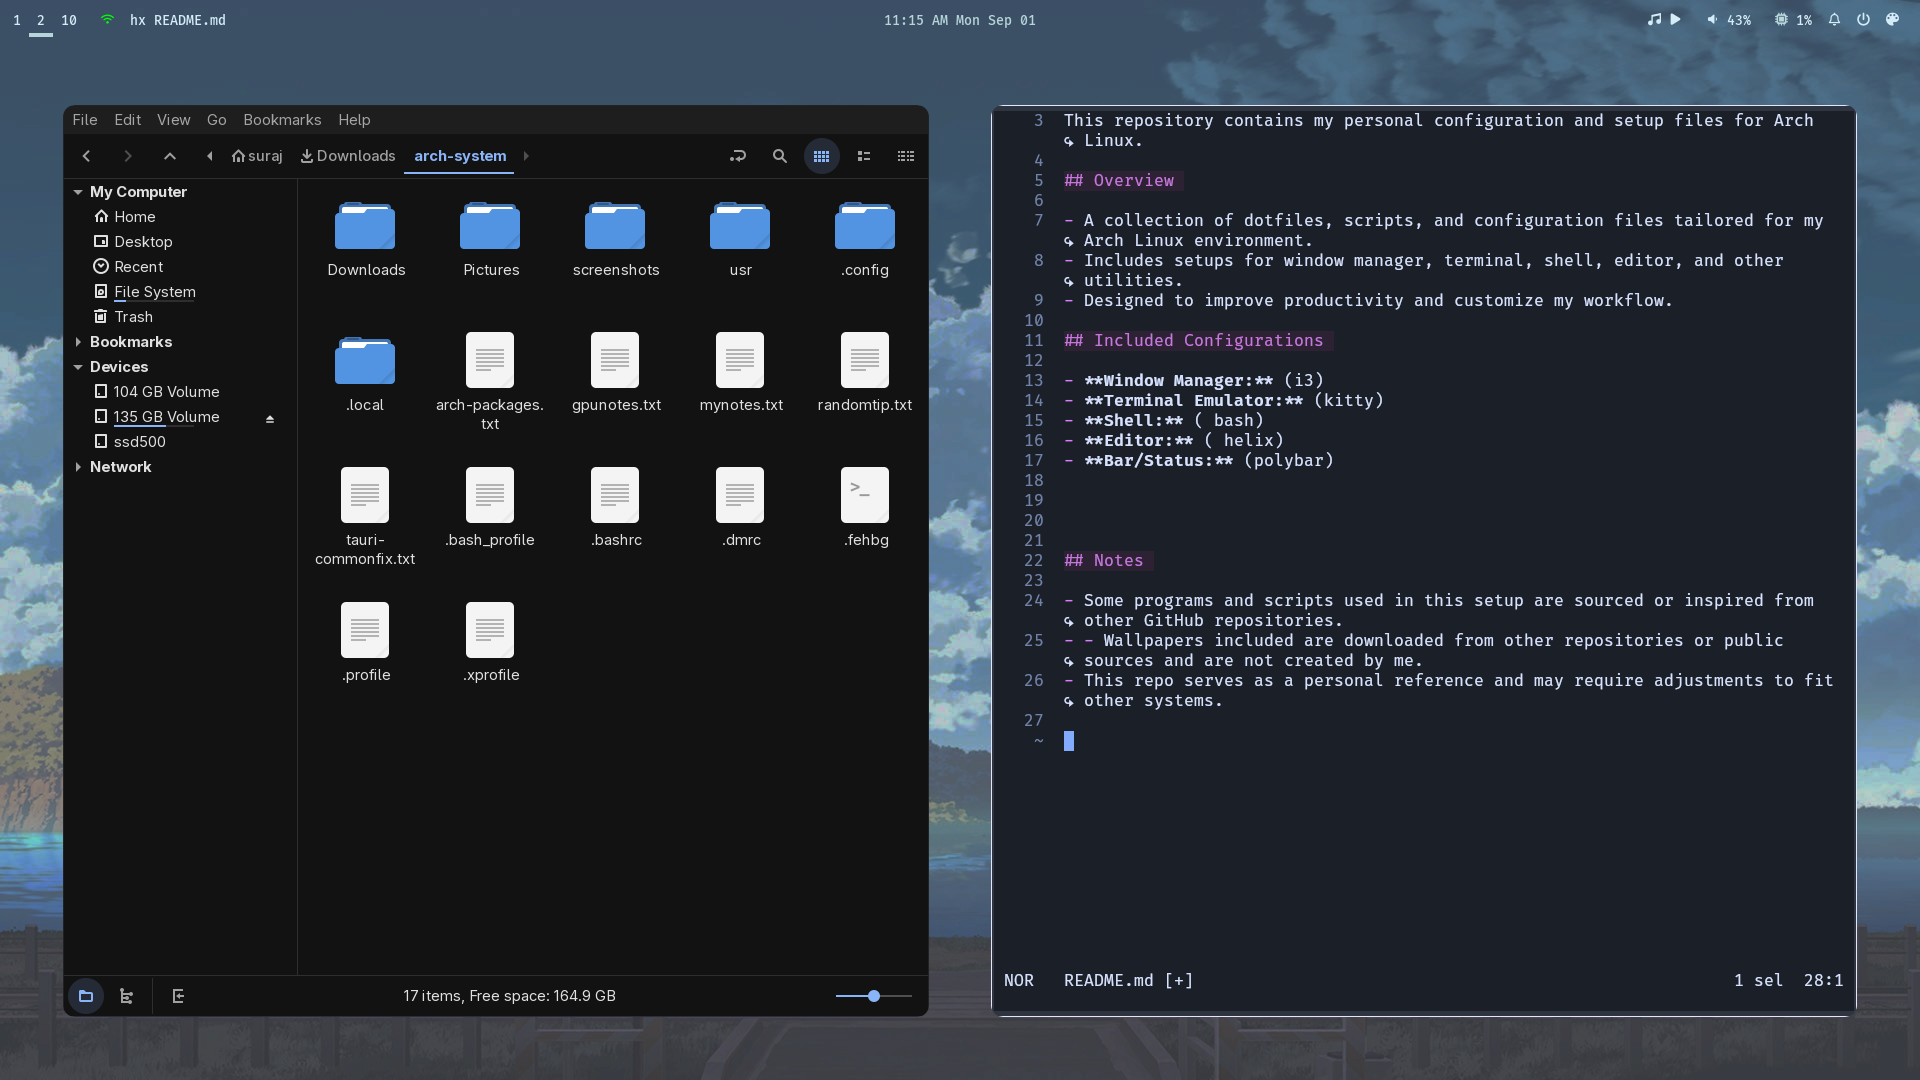 1 2 10 hx README.md
11:15 AM Mon Sep 01
43% 1%
File Edit View Go Bookmarks Help
suraj Downloads arch-system
My Computer
Home
Desktop
Recent
File System
Trash
Bookmarks
Devices
104 GB Volume
135 GB Volume
ssd500
Network
Downloads Pictures screenshots usr .config
.local arch-packages.txt gpunotes.txt mynotes.txt randomtip.txt
tauri-commonfix.txt .bash_profile .bashrc .dmrc .fehbg
>_
.profile .xprofile
17 items, Free space: 164.9 GB
3 This repository contains my personal configuration and setup files for Arch
↪ Linux.
4
5 ## Overview
6
7 - A collection of dotfiles, scripts, and configuration files tailored for my
↪ Arch Linux environment.
8 - Includes setups for window manager, terminal, shell, editor, and other
↪ utilities.
9 - Designed to improve productivity and customize my workflow.
10
11 ## Included Configurations
12
13 - **Window Manager:** (i3)
14 - **Terminal Emulator:** (kitty)
15 - **Shell:** ( bash)
16 - **Editor:** ( helix)
17 - **Bar/Status:** (polybar)
18
19
20
21
22 ## Notes
23
24 - Some programs and scripts used in this setup are sourced or inspired from
↪ other GitHub repositories.
25 - - Wallpapers included are downloaded from other repositories or public
↪ sources and are not created by me.
26 - This repo serves as a personal reference and may require adjustments to fit
↪ other systems.
27
~
NOR README.md [+] 1 sel 28:1